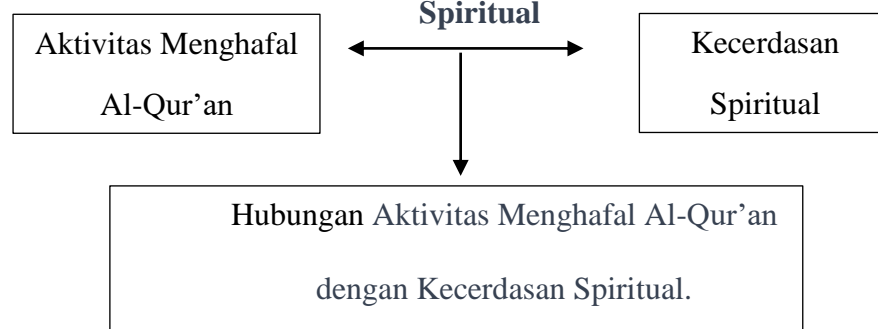 Spiritual
Aktivitas Menghafal
Al-Qur’an
Kecerdasan
Spiritual
Hubungan Aktivitas Menghafal Al-Qur’an
dengan Kecerdasan Spiritual.